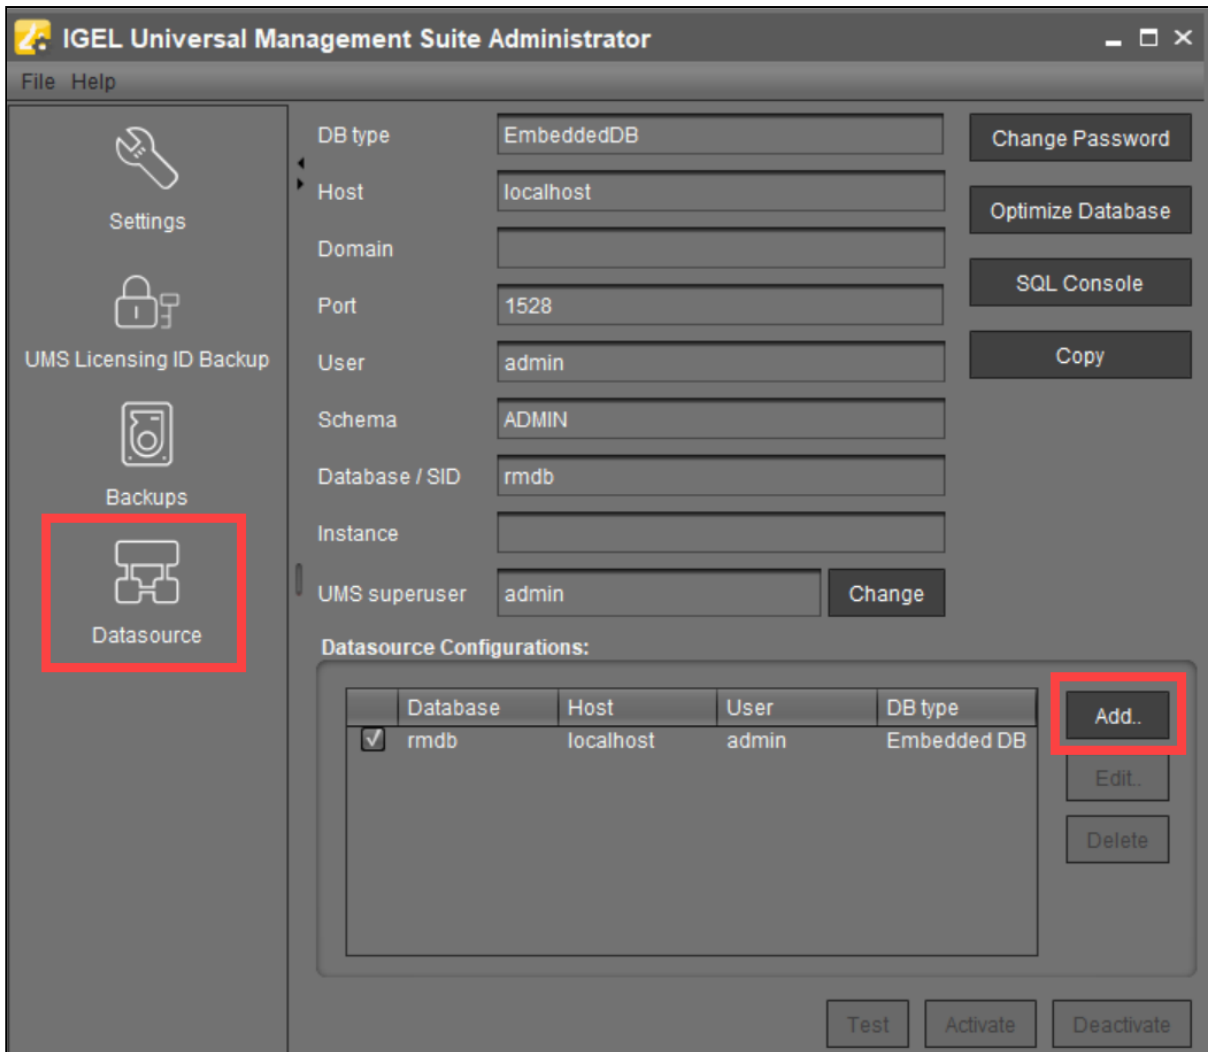 IGEL Universal Management Suite Administrator
File Help
Settings
UMS Licensing ID Backup
Backups
Datasource
DB type EmbeddedDB
Host localhost
Domain
Port 1528
User admin
Schema ADMIN
Database / SID rmdb
Instance
UMS superuser admin Change
Change Password
Optimize Database
SQL Console
Copy
Datasource Configurations:
Database Host User DB type
rmdb localhost admin Embedded DB
Add..
Edit..
Delete
Test Activate Deactivate